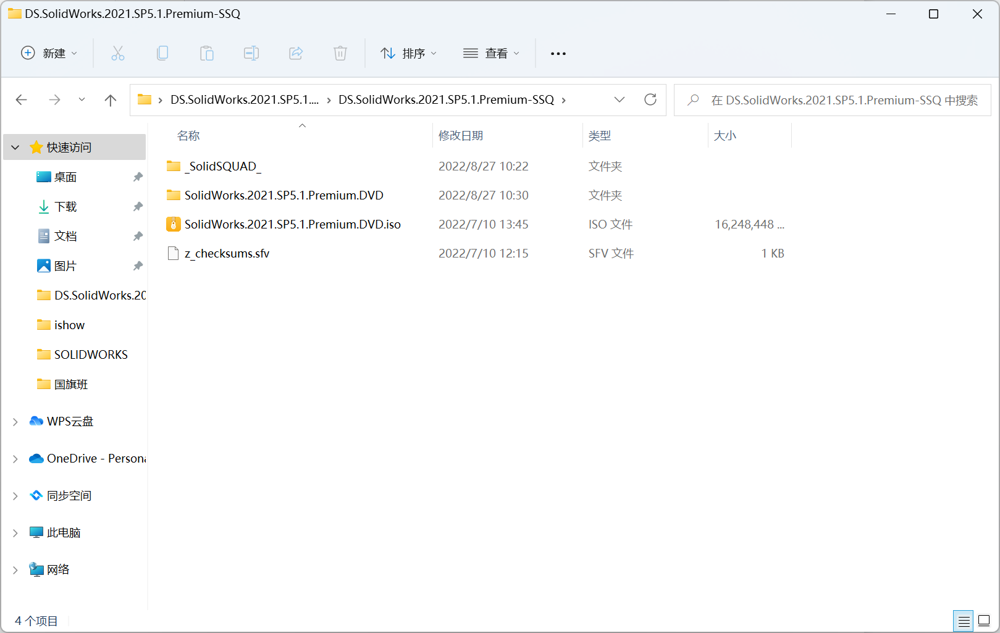 DS.SolidWorks.2021.SP5.1.Premium-SSQ
新建 排序 查看
DS.SolidWorks.2021.SP5.1.... DS.SolidWorks.2021.SP5.1.Premium-SSQ 在 DS.SolidWorks.2021.SP5.1.Premium-SSQ 中搜索
名称 修改日期 类型 大小
_SolidSQUAD_ 2022/8/27 10:22 文件夹
SolidWorks.2021.SP5.1.Premium.DVD 2022/8/27 10:30 文件夹
SolidWorks.2021.SP5.1.Premium.DVD.iso 2022/7/10 13:45 ISO 文件 16,248,448 ...
z_checksums.sfv 2022/7/10 12:15 SFV 文件 1 KB
快速访问
桌面
下载
文档
图片
DS.SolidWorks.20
ishow
SOLIDWORKS
国旗班
WPS云盘
OneDrive - Persona
同步空间
此电脑
网络
4 个项目